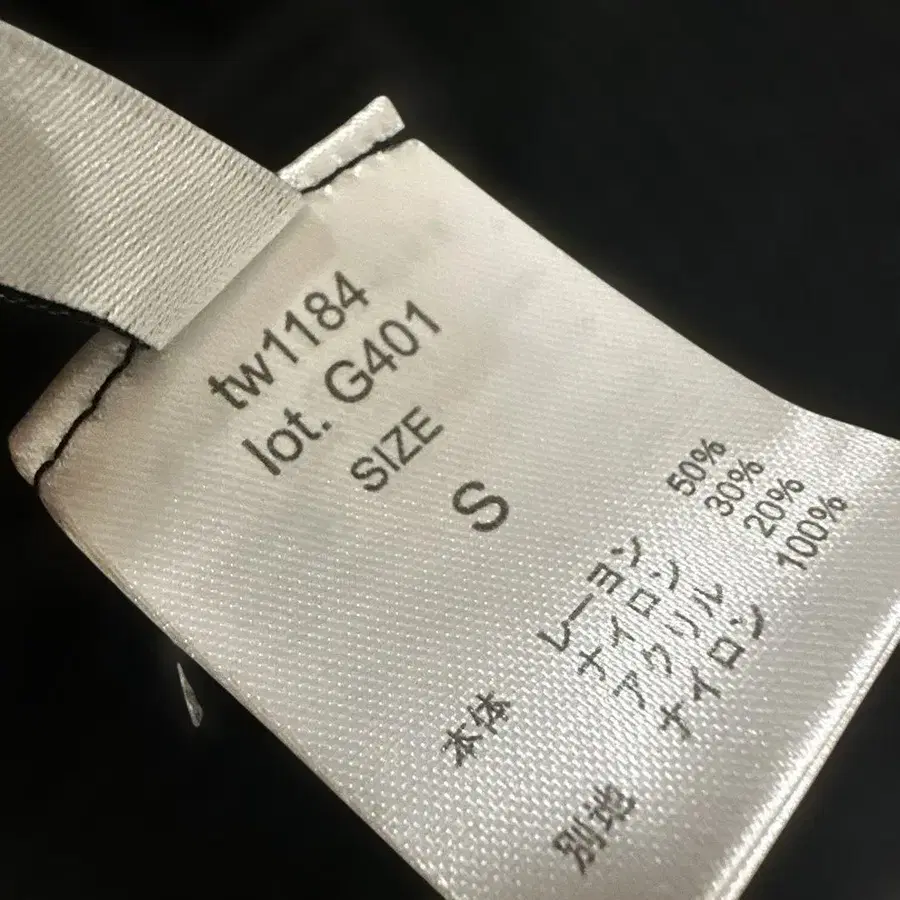 tw1184
lot. G401
SIZE
S
本体 レーヨン 50%
ナイロン 30%
アクリル 20%
別地 ナイロン 100%